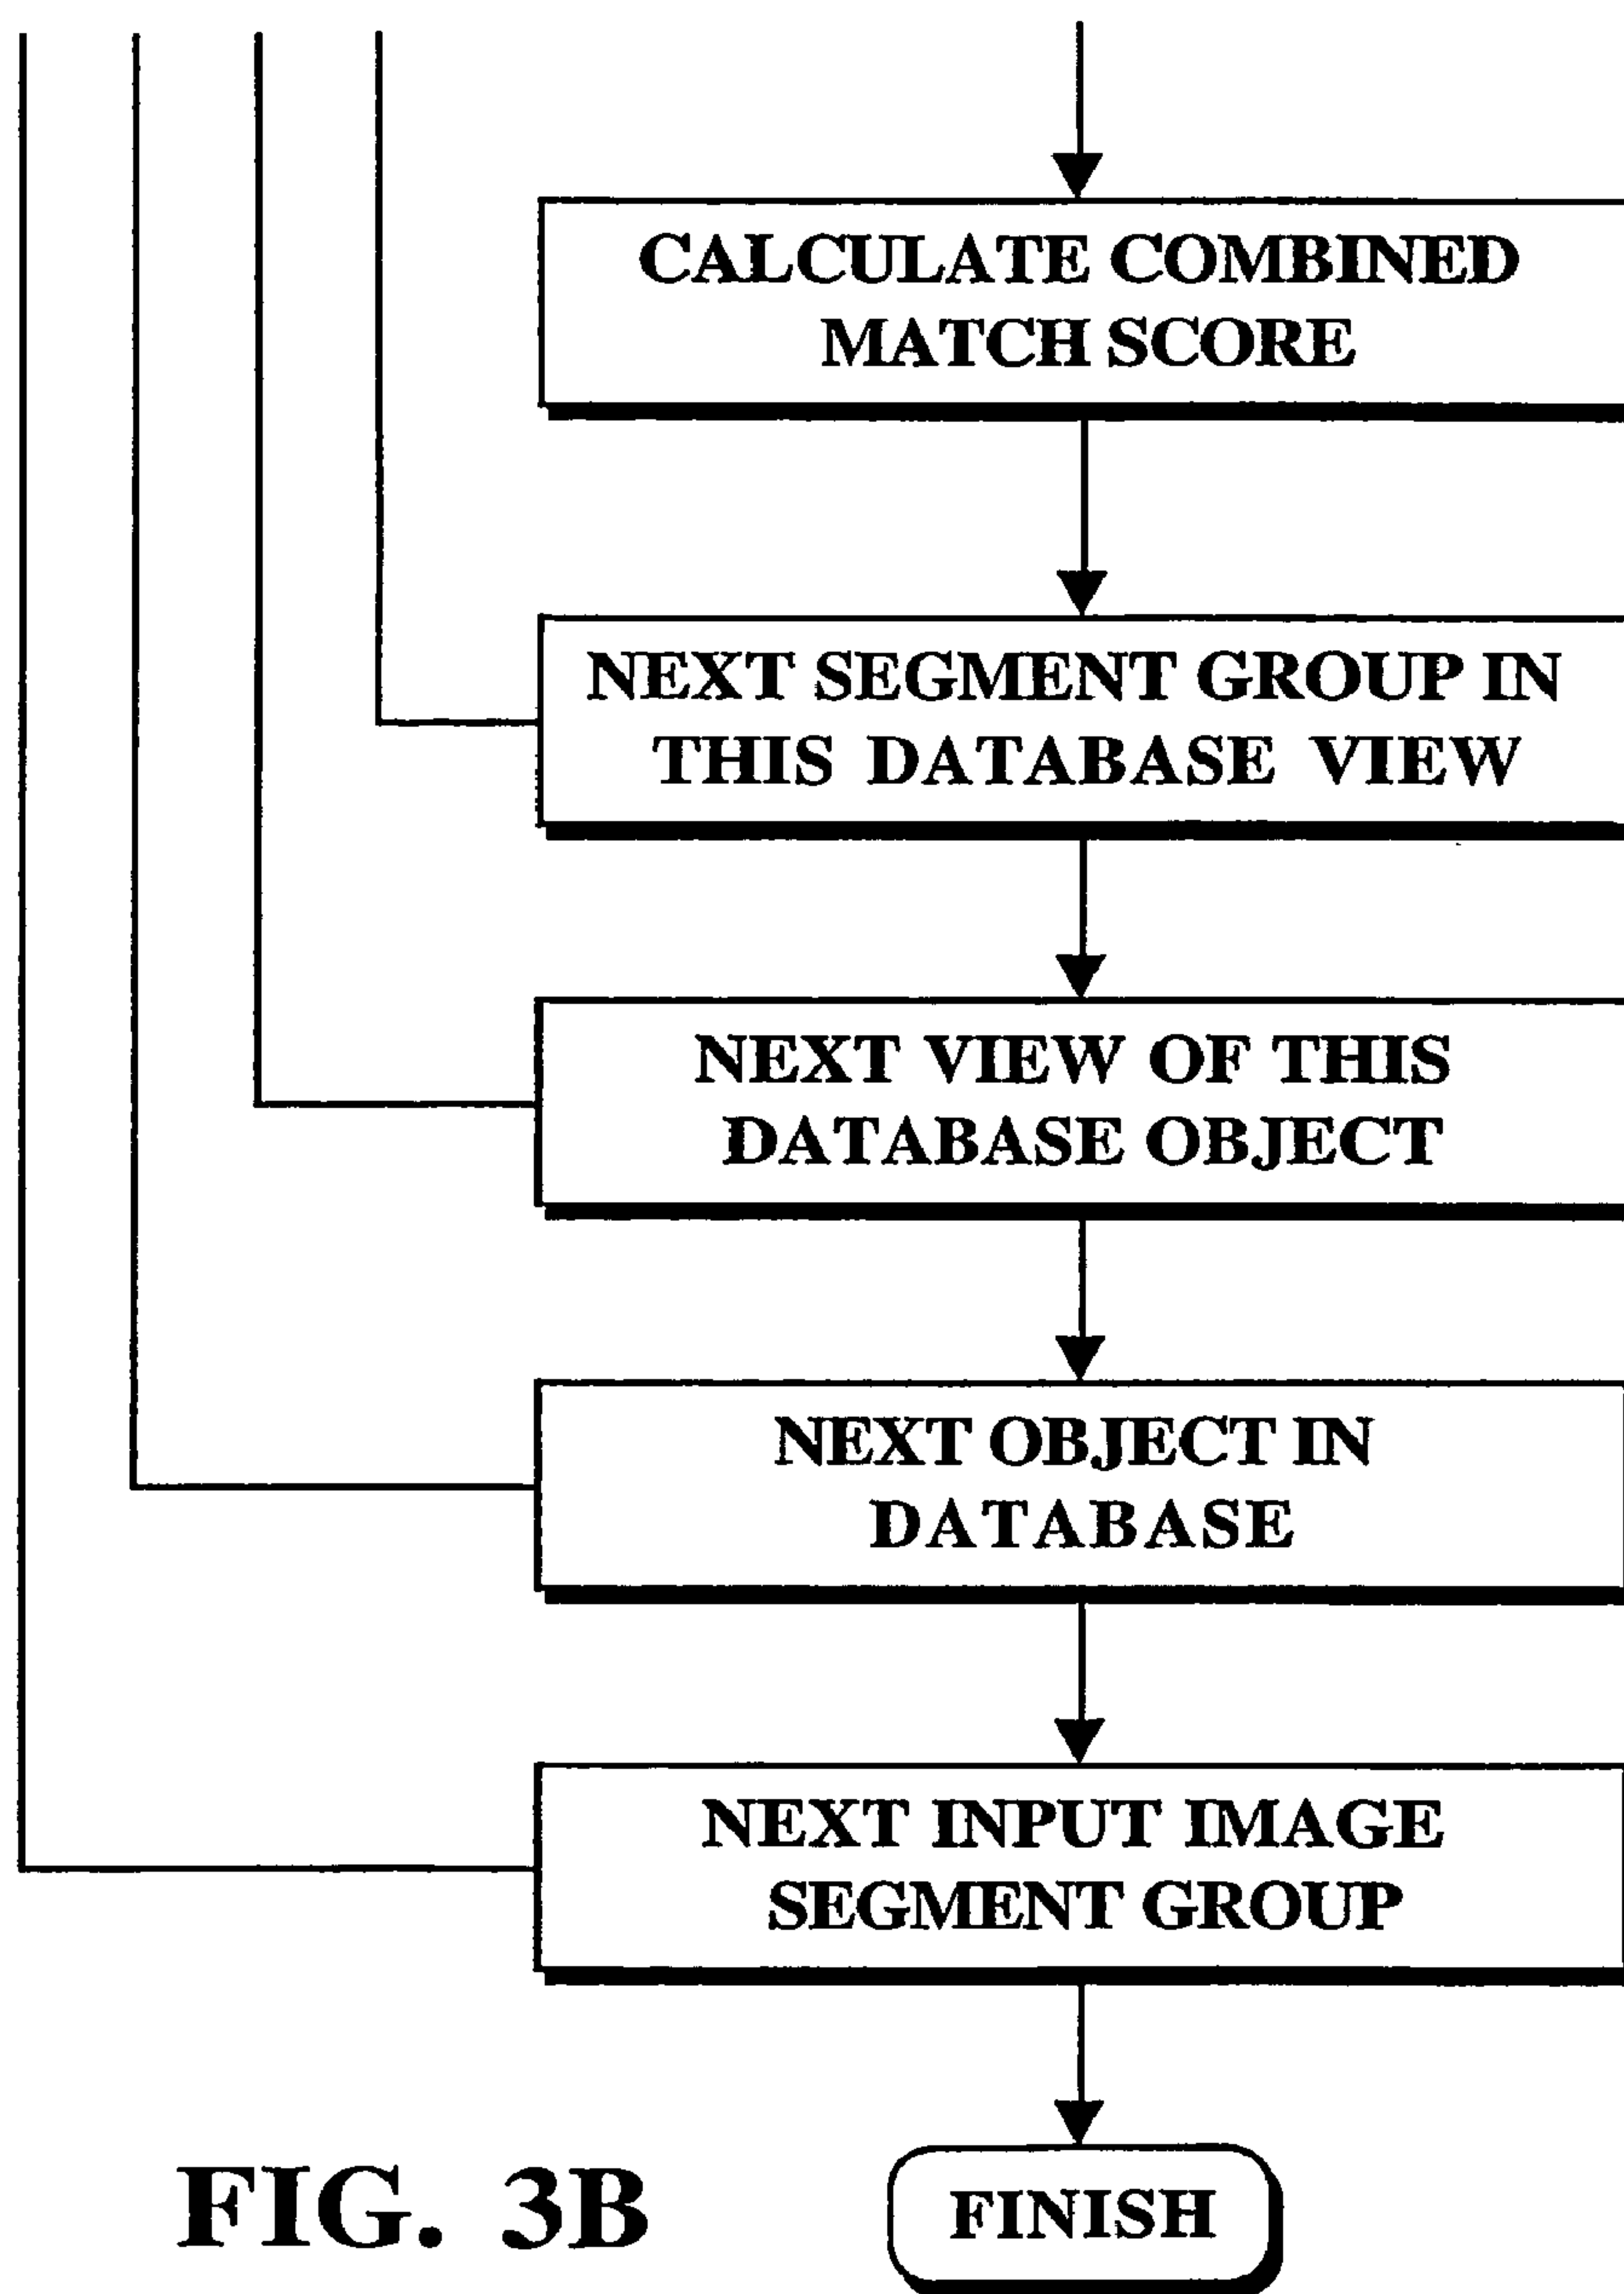 CALCULATE COMBINED
MATCH SCORE
NEXT SEGMENT GROUP IN
THIS DATABASE VIEW
NEXT VIEW OF THIS
DATABASE OBJECT
NEXT OBJECT IN
DATABASE
NEXT INPUT IMAGE
SEGMENT GROUP
FINISH
FIG. 3B